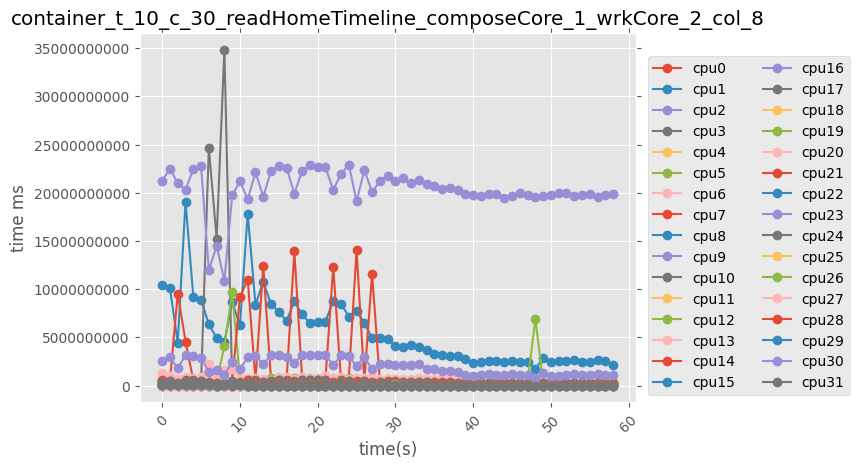 container_t_10_c_30_readHomeTimeline_composeCore_1_wrkCore_2_col_8
35000000000
30000000000
25000000000
20000000000
15000000000
10000000000
5000000000
0
time ms
0 10 20 30 40 50 60
time(s)
cpu0 cpu16
cpu1 cpu17
cpu2 cpu18
cpu3 cpu19
cpu4 cpu20
cpu5 cpu21
cpu6 cpu22
cpu7 cpu23
cpu8 cpu24
cpu9 cpu25
cpu10 cpu26
cpu11 cpu27
cpu12 cpu28
cpu13 cpu29
cpu14 cpu30
cpu15 cpu31